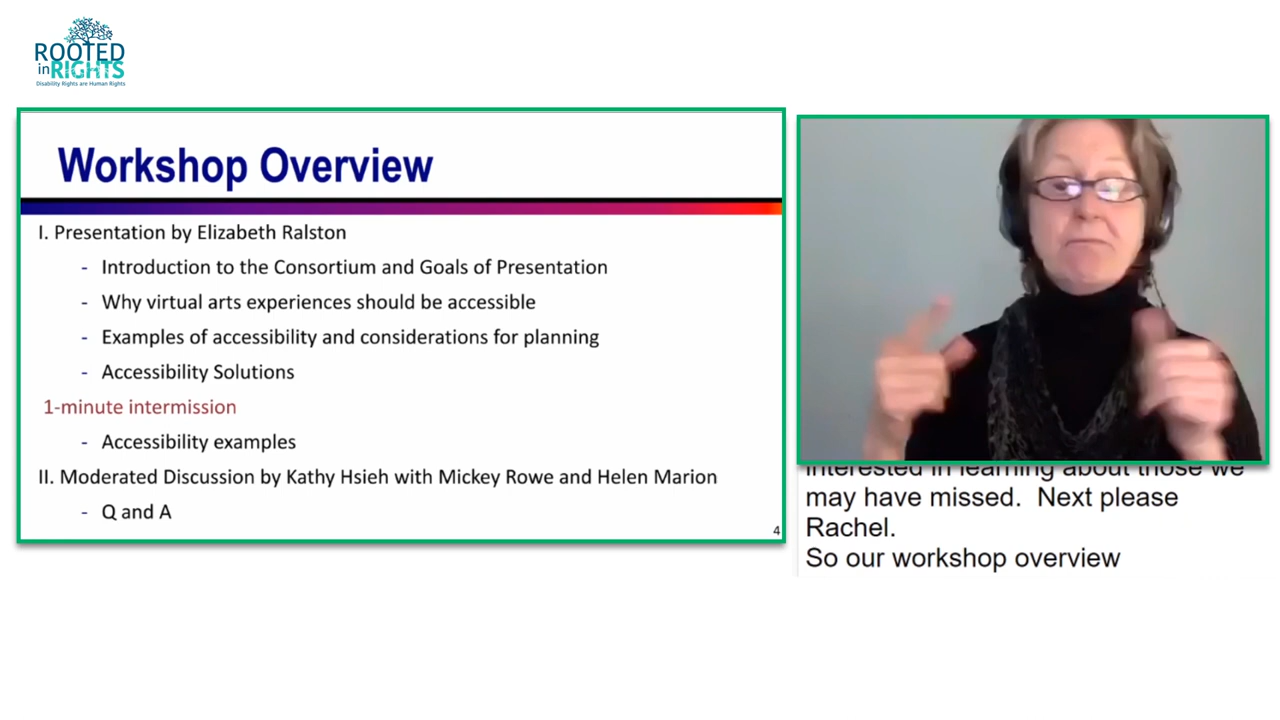 ROOTED
in RIGHTS
Disability Rights are Human Rights
Workshop Overview
I. Presentation by Elizabeth Ralston
- Introduction to the Consortium and Goals of Presentation
- Why virtual arts experiences should be accessible
- Examples of accessibility and considerations for planning
- Accessibility Solutions
1-minute intermission
- Accessibility examples
II. Moderated Discussion by Kathy Hsieh with Mickey Rowe and Helen Marion
- Q and A
4
interested in learning about those we
may have missed.  Next please
Rachel.
So our workshop overview